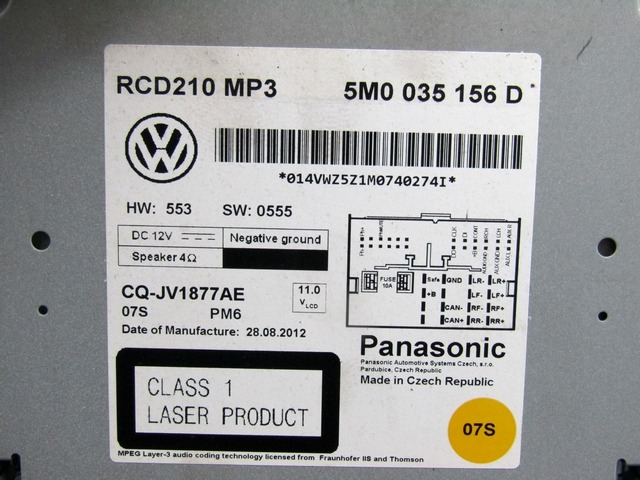 RCD210 MP3 5M0 035 156 D
*014VWZ5Z1M0740274I*
HW: 553 SW: 0555
DC 12V Negative ground
Speaker 4Ω
CQ-JV1877AE 11.0 VLCD
07S PM6
Date of Manufacture: 28.08.2012
FUSE 10A
Safe GND LR- LR+
+B LF- LF+
CAN- RF- RF+
CAN+ RR- RR+
Panasonic
Panasonic Automotive Systems Czech, s.r.o.
Pardubice, Czech Republic
Made in Czech Republic
CLASS 1
LASER PRODUCT
07S
MPEG Layer-3 audio coding technology licensed from Fraunhofer IIS and Thomson